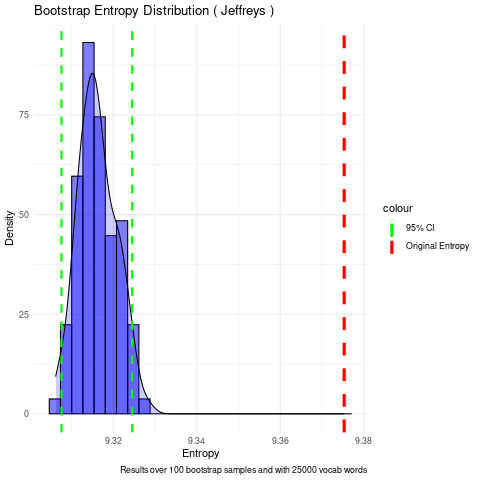 Bootstrap Entropy Distribution ( Jeffreys )
75
50
25
0
Density
9.32
9.34
9.36
9.38
Entropy
colour
95% CI
Original Entropy
Results over 100 bootstrap samples and with 25000 vocab words